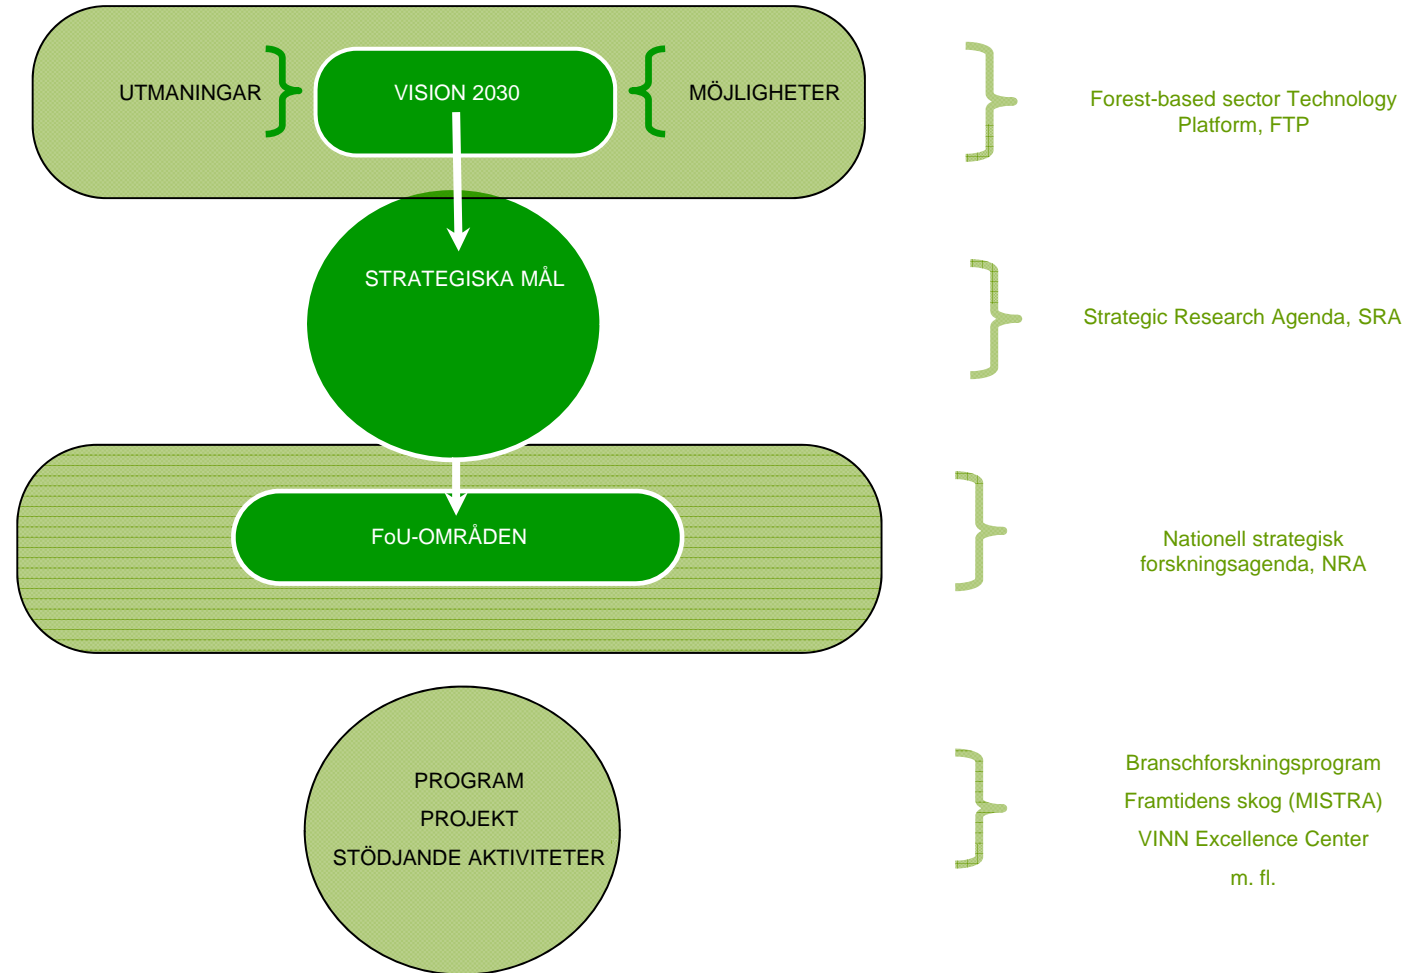 UTMANINGAR
VISION 2030
MÖJLIGHETER
Forest-based sector Technology
Platform, FTP
STRATEGISKA MÅL
Strategic Research Agenda, SRA
FoU-OMRÅDEN
Nationell strategisk
forskningsagenda, NRA
PROGRAM
PROJEKT
STÖDJANDE AKTIVITETER
Branschforskningsprogram
Framtidens skog (MISTRA)
VINN Excellence Center
m. fl.